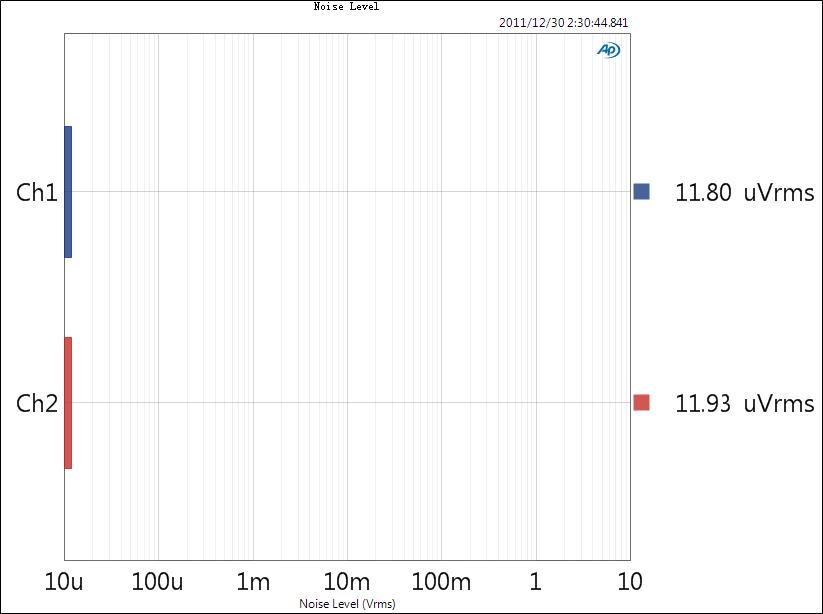 Noise Level
2011/12/30 2:30:44.841
AP
Ch1
11.80 uVrms
Ch2
11.93 uVrms
10u 100u 1m 10m 100m 1 10
Noise Level (Vrms)